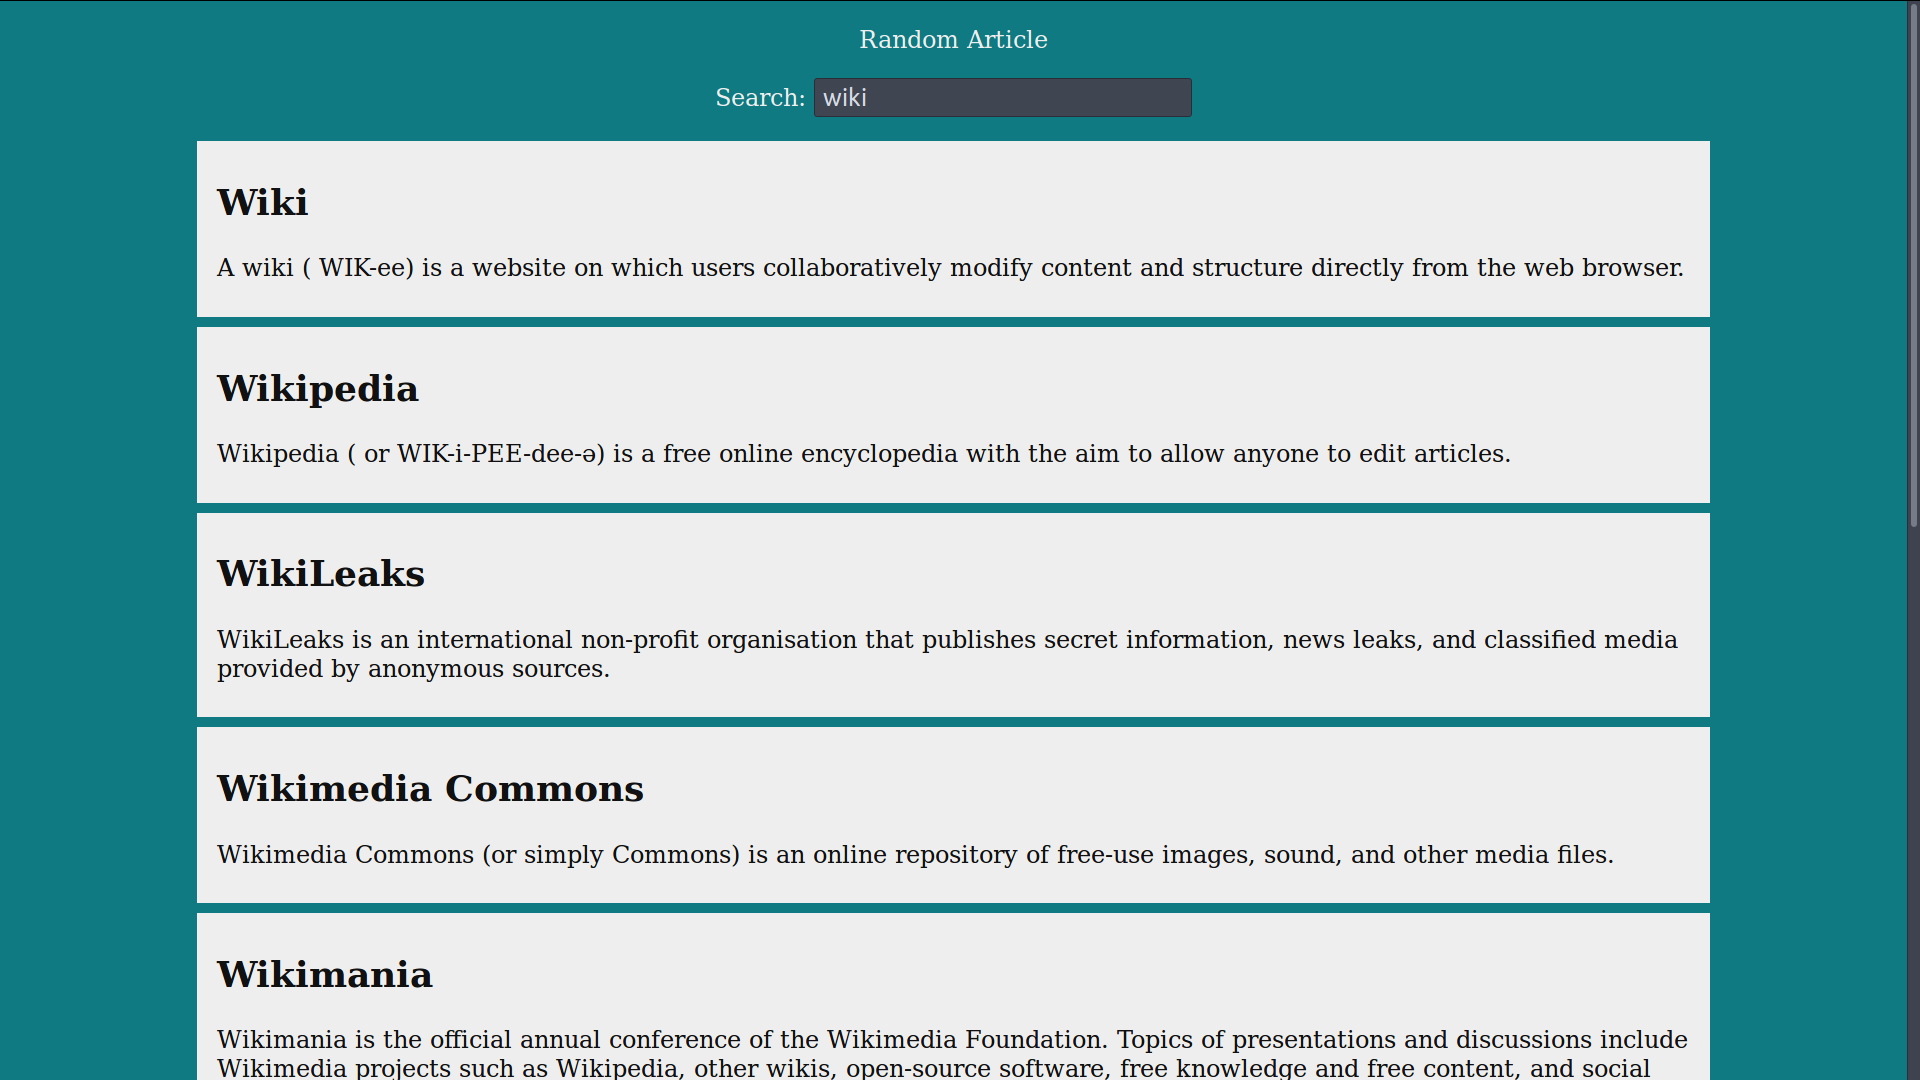 Random Article
Search: wiki
Wiki
A wiki ( WIK-ee) is a website on which users collaboratively modify content and structure directly from the web browser.
Wikipedia
Wikipedia ( or WIK-i-PEE-dee-ə) is a free online encyclopedia with the aim to allow anyone to edit articles.
WikiLeaks
WikiLeaks is an international non-profit organisation that publishes secret information, news leaks, and classified media
provided by anonymous sources.
Wikimedia Commons
Wikimedia Commons (or simply Commons) is an online repository of free-use images, sound, and other media files.
Wikimania
Wikimania is the official annual conference of the Wikimedia Foundation. Topics of presentations and discussions include
Wikimedia projects such as Wikipedia, other wikis, open-source software, free knowledge and free content, and social